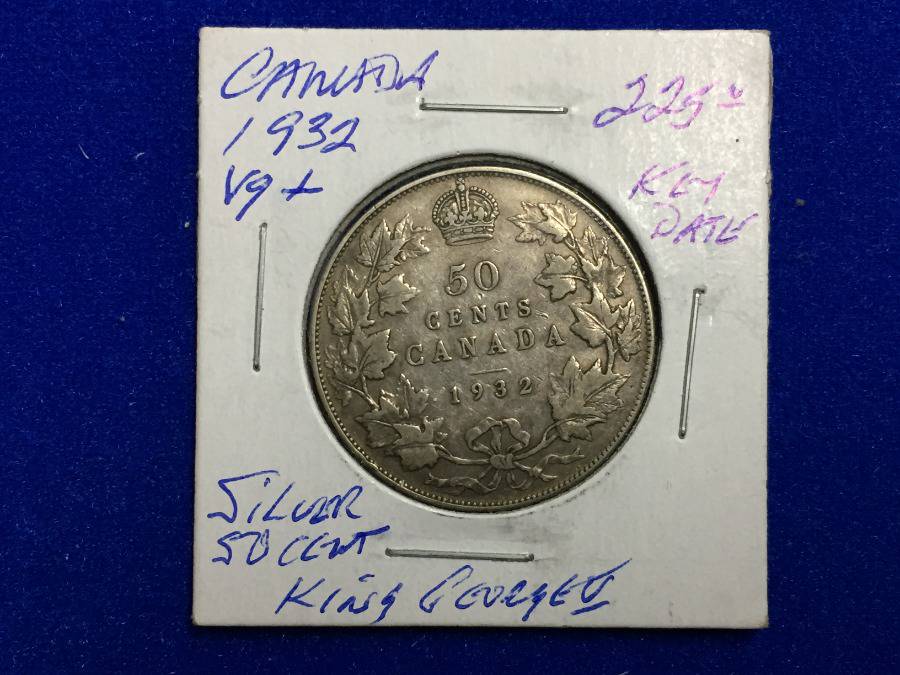 CANADA
1932
Vg+
225
KEY
DATE
50
CENTS
CANADA
1932
SILVER
50 CENT
KING GEORGE V